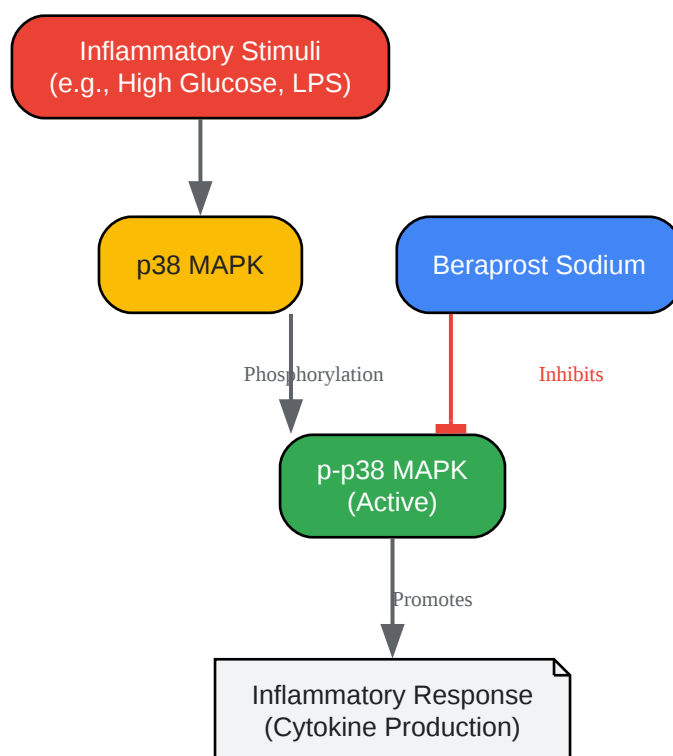 Inflammatory Stimuli
(e.g., High Glucose, LPS)
p38 MAPK
Beraprost Sodium
Phosphorylation
Inhibits
p-p38 MAPK
(Active)
Promotes
Inflammatory Response
(Cytokine Production)